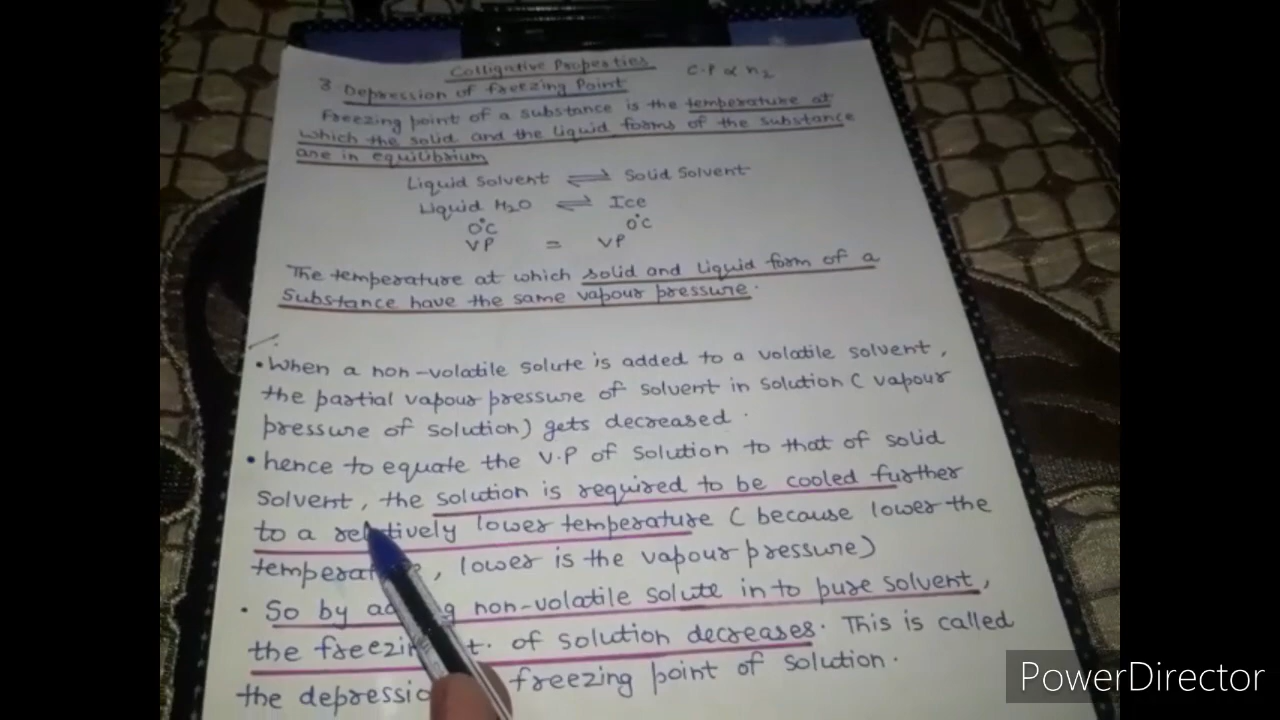 Colligative Properties C.P ∝ n2
3 Depression of freezing Point
Freezing point of a substance is the temperature at
which the solid and the liquid forms of the substance
are in equilibrium
Liquid Solvent ⇌ Solid Solvent
Liquid H2O ⇌ Ice
0°C 0°C
VP = VP
The temperature at which solid and liquid form of a
substance have the same vapour pressure.
• When a non-volatile solute is added to a volatile solvent,
the partial vapour pressure of solvent in solution ( vapour
pressure of solution) gets decreased.
• hence to equate the V.P of solution to that of solid
solvent, the solution is required to be cooled further
to a relatively lower temperature ( because lower the
, lower is the vapour pressure)
• So by non-volatile solute in to pure solvent,
the of solution decreases. This is called
the freezing point of solution.
PowerDirector